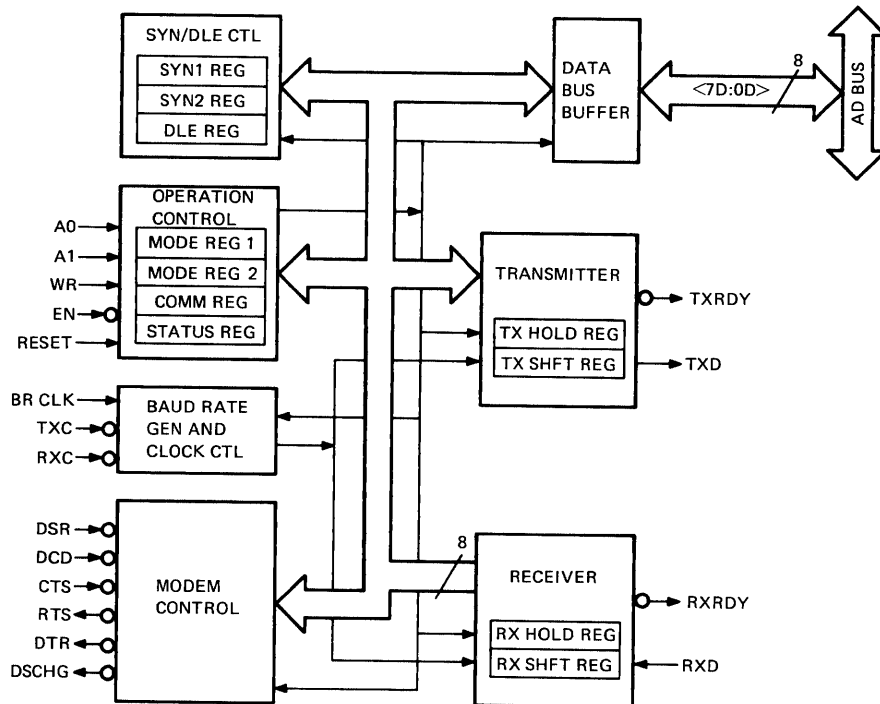 SYN/DLE CTL
SYN1 REG
SYN2 REG
DLE REG
DATA
BUS
BUFFER
<7D:0D>
8
AD BUS
OPERATION
CONTROL
MODE REG 1
MODE REG 2
COMM REG
STATUS REG
A0
A1
WR
EN
RESET
TRANSMITTER
TX HOLD REG
TX SHFT REG
TXRDY
TXD
BR CLK
TXC
RXC
BAUD RATE
GEN AND
CLOCK CTL
DSR
DCD
CTS
RTS
DTR
DSCHG
MODEM
CONTROL
8
RECEIVER
RX HOLD REG
RX SHFT REG
RXRDY
RXD